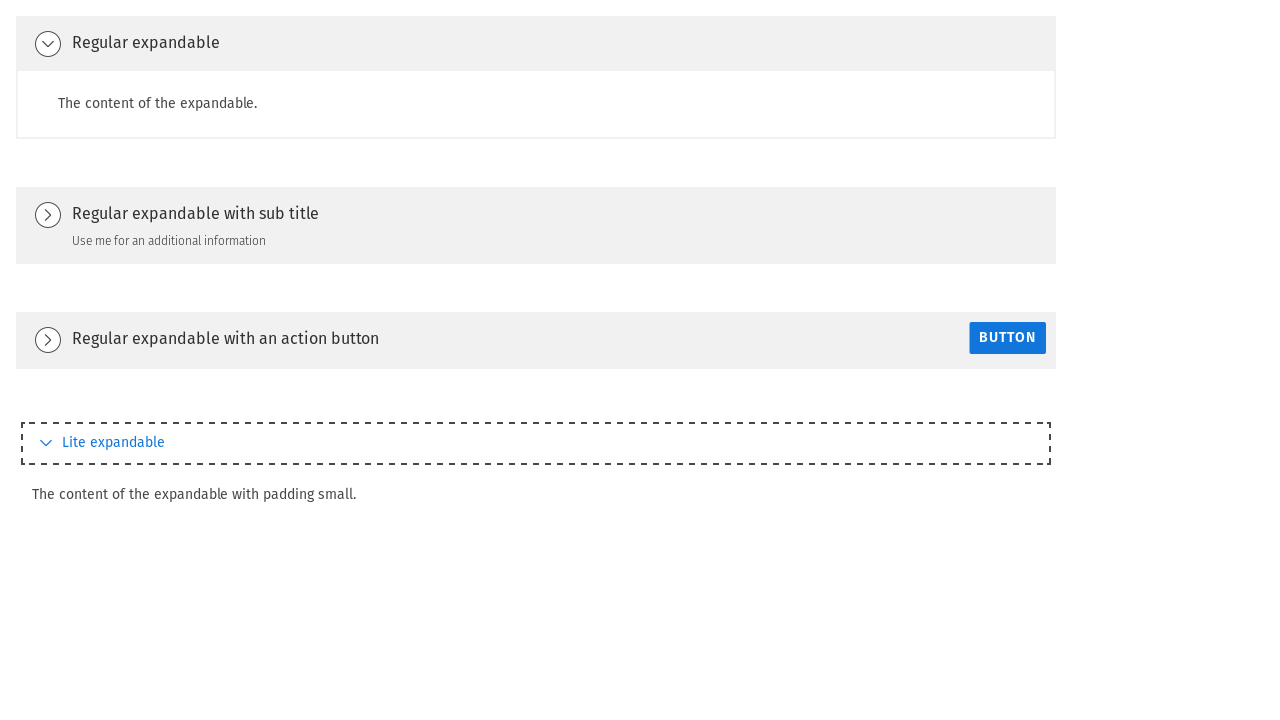 Regular expandable
The content of the expandable.
Regular expandable with sub title
Use me for an additional information
Regular expandable with an action button
BUTTON
Lite expandable
The content of the expandable with padding small.